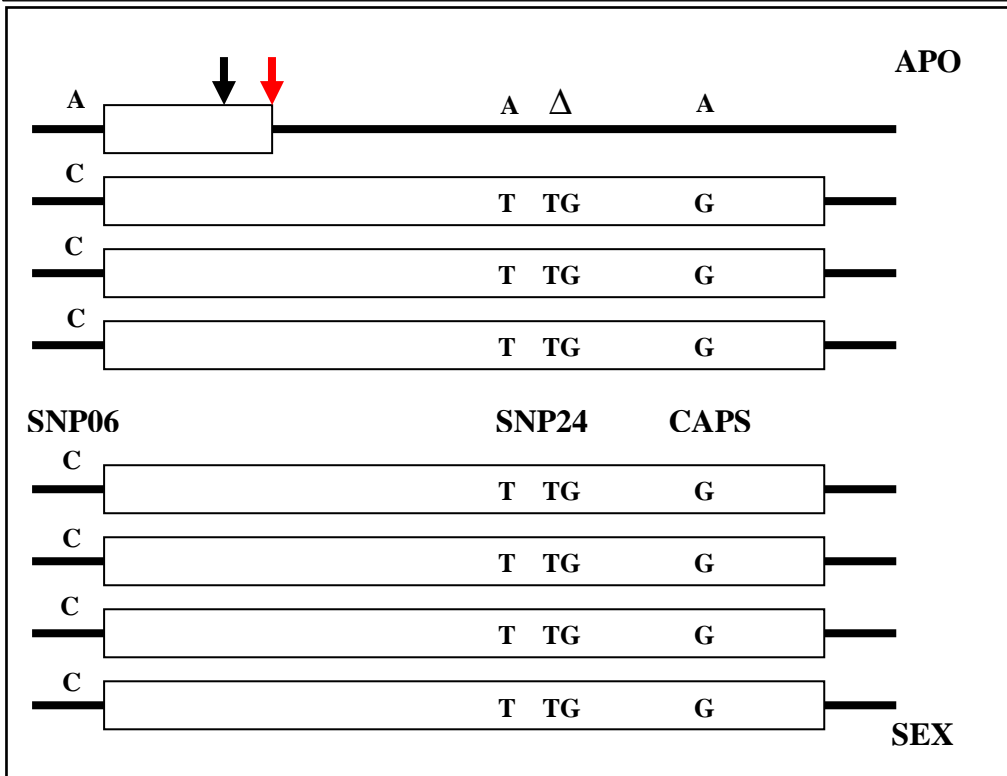 APO
A A Δ A
C
T TG G
C
T TG G
C
T TG G
SNP06 SNP24 CAPS
C
T TG G
C
T TG G
C
T TG G
C
T TG G
SEX